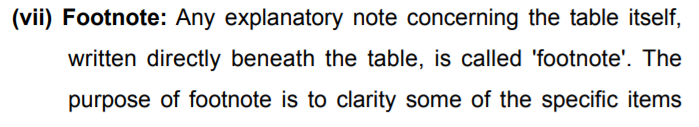 (vii) Footnote: Any explanatory note concerning the table itself,
written directly beneath the table, is called 'footnote'. The
purpose of footnote is to clarity some of the specific items